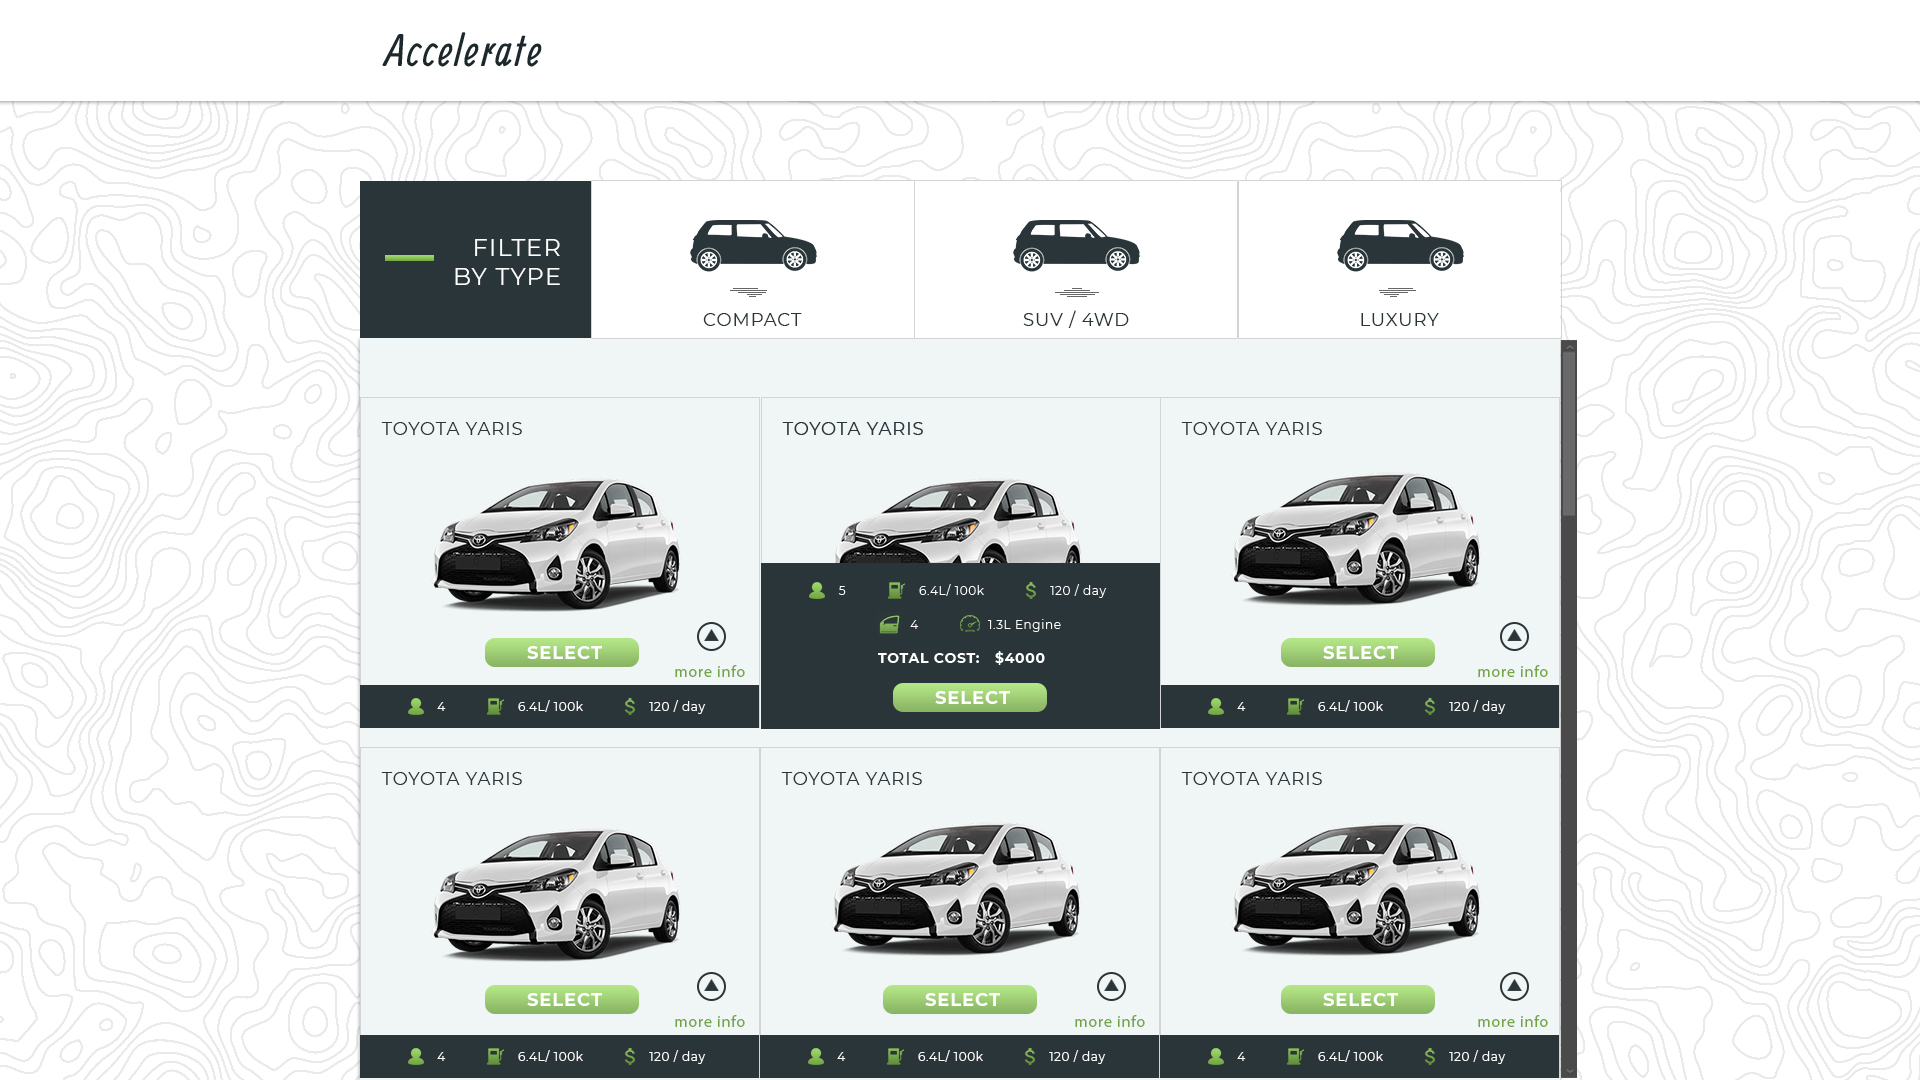 Accelerate
FILTER
BY TYPE
COMPACT
SUV / 4WD
LUXURY
TOYOTA YARIS
SELECT
more info
4
6.4L/ 100k
120 / day
TOYOTA YARIS
5
6.4L/ 100k
120 / day
4
1.3L Engine
TOTAL COST: $4000
SELECT
TOYOTA YARIS
SELECT
more info
4
6.4L/ 100k
120 / day
TOYOTA YARIS
SELECT
more info
4
6.4L/ 100k
120 / day
TOYOTA YARIS
SELECT
more info
4
6.4L/ 100k
120 / day
TOYOTA YARIS
SELECT
more info
4
6.4L/ 100k
120 / day